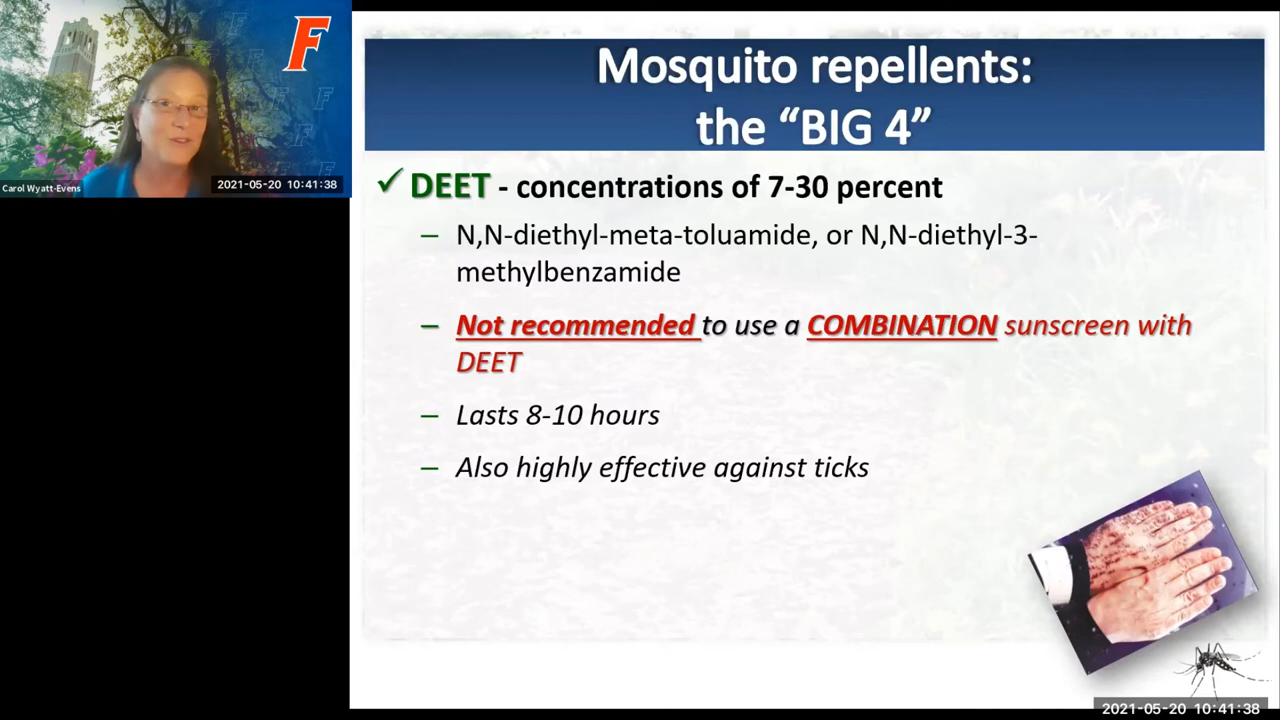 F
Carol Wyatt-Evens
2021-05-20 10:41:38
Mosquito repellents:
the “BIG 4”
✓ DEET - concentrations of 7-30 percent
– N,N-diethyl-meta-toluamide, or N,N-diethyl-3-
methylbenzamide
– Not recommended to use a COMBINATION sunscreen with
DEET
– Lasts 8-10 hours
– Also highly effective against ticks
2021-05-20 10:41:38